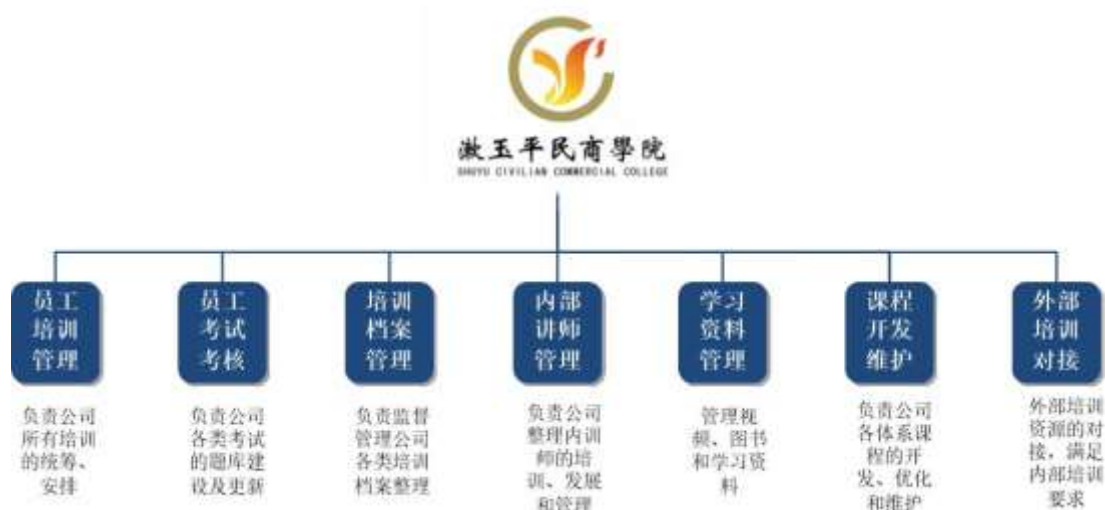 漱玉平民商學院
SHUYU CIVILIAN COMMERCIAL COLLEGE
员工
培训
管理
员工
考试
考核
培训
档案
管理
内部
讲师
管理
学习
资料
管理
课程
开发
维护
外部
培训
对接
负责公司
所有培训
的统筹、
安排
负责公司
各类考试
的题库建
设及更新
负责监督
管理公司
各类培训
档案整理
负责公司
整理内训
师的培
训、发展
和管理
管理视
频、图书
和学习资
料
负责公司
各体系课
程的开
发、优化
和维护
外部培训
资源的对
接，满足
内部培训
要求